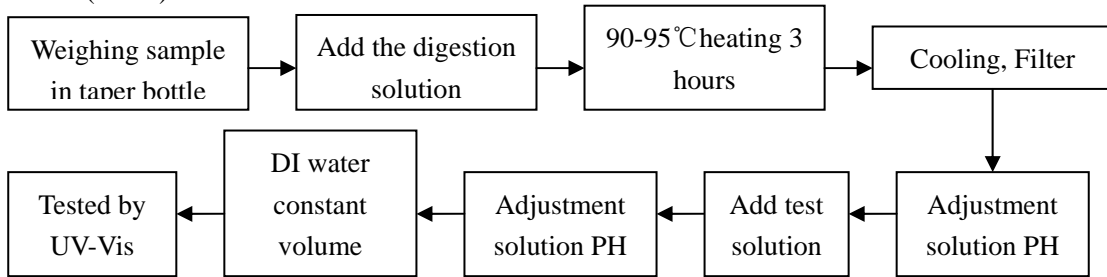 Weighing sample
in taper bottle
Add the digestion
solution
90-95℃heating 3
hours
Cooling, Filter
Adjustment
solution PH
Add test
solution
Adjustment
solution PH
DI water
constant
volume
Tested by
UV-Vis